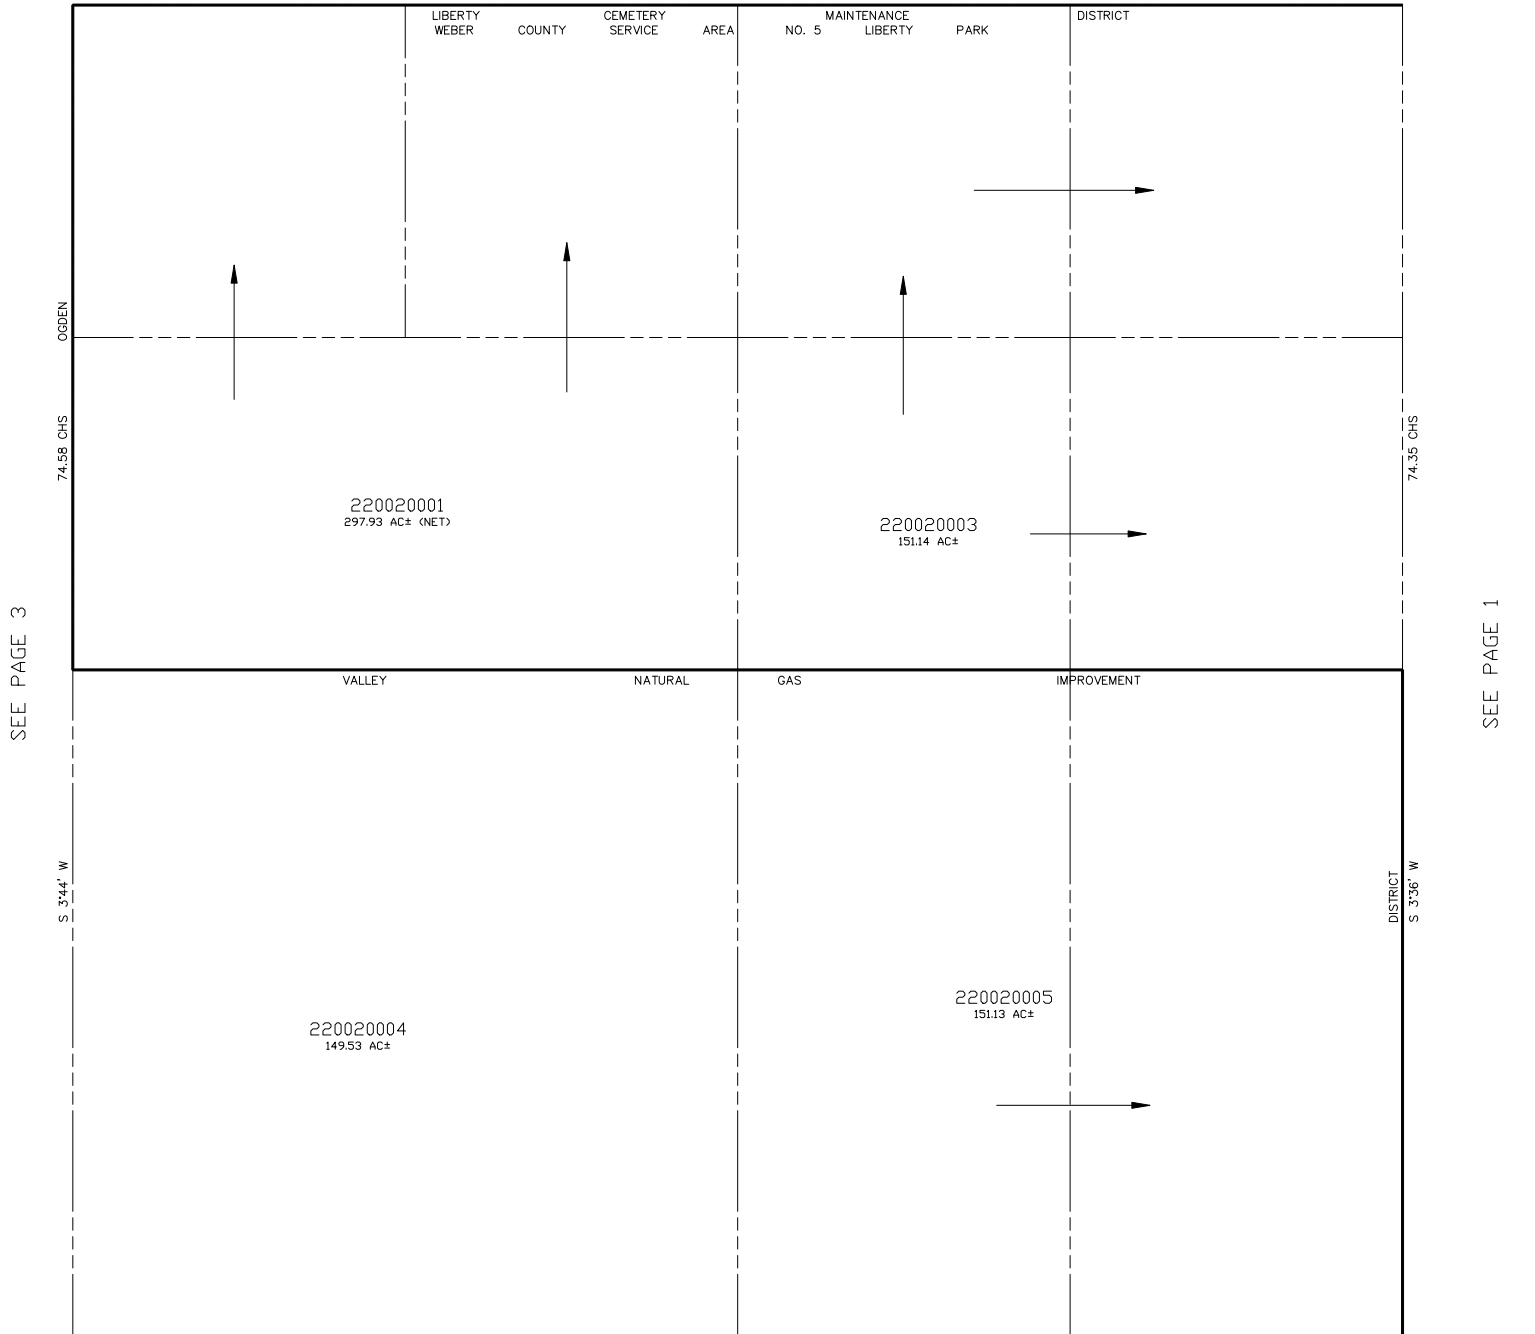 LIBERTY CEMETERY MAINTENANCE DISTRICT
WEBER COUNTY SERVICE AREA NO. 5 LIBERTY PARK
OGDEN
74.58 CHS
74.35 CHS
220020001
297.93 AC± (NET)
220020003
151.14 AC±
SEE PAGE 3
SEE PAGE 1
VALLEY NATURAL GAS IMPROVEMENT
S 3°44' W
DISTRICT
S 3°36' W
220020005
151.13 AC±
220020004
149.53 AC±